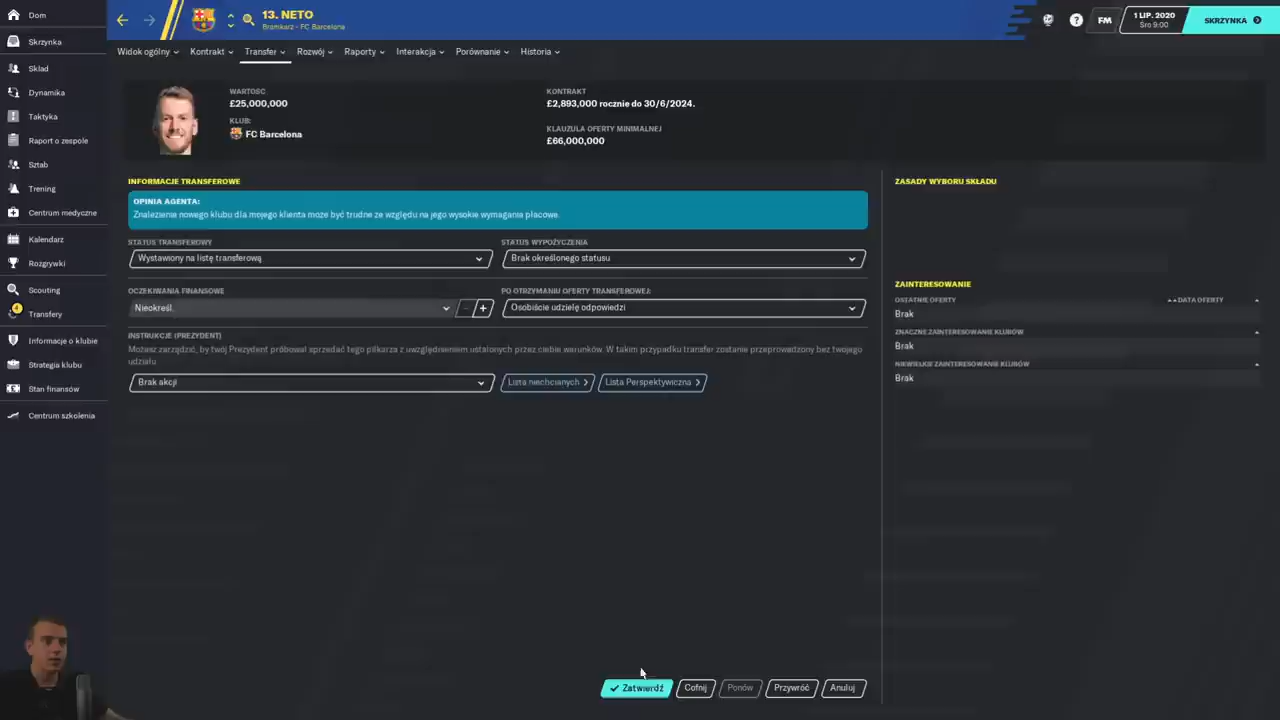 Dom
Skrzynka
Skład
Dynamika
Taktyka
Raport o zespole
Sztab
Trening
Centrum medyczne
Kalendarz
Rozgrywki
Scouting
4
Transfery
Informacje o klubie
Strategia klubu
Stan finansów
Centrum szkolenia
13. NETO
Bramkarz - FC Barcelona
?
FM
1 LIP. 2020
Śro 9:00
SKRZYNKA
Widok ogólny
Kontrakt
Transfer
Rozwój
Raporty
Interakcja
Porównanie
Historia
WARTOŚĆ
£25,000,000
KLUB:
FC Barcelona
KONTRAKT
£2,893,000 rocznie do 30/6/2024.
KLAUZULA OFERTY MINIMALNEJ
£66,000,000
INFORMACJE TRANSFEROWE
OPINIA AGENTA:
Znalezienie nowego klubu dla mojego klienta może być trudne ze względu na jego wysokie wymagania płacowe.
STATUS TRANSFEROWY
Wystawiony na listę transferową
STATUS WYPOŻYCZENIA
Brak określonego statusu
OCZEKIWANIA FINANSOWE
Nieokreśl.
- +
PO OTRZYMANIU OFERTY TRANSFEROWEJ:
Osobiście udzielę odpowiedzi
INSTRUKCJE (PREZYDENT)
Możesz zarządzić, by twój Prezydent próbował sprzedać tego piłkarza z uwzględnieniem ustalonych przez ciebie warunków. W takim przypadku transfer zostanie przeprowadzony bez twojego
udziału.
Brak akcji
Lista niechcianych
Lista Perspektywiczna
ZASADY WYBORU SKŁADU
ZAINTERESOWANIE
OSTATNIE OFERTY
DATA OFERTY
Brak
ZNACZNE ZAINTERESOWANIE KLUBÓW
Brak
NIEWIELKIE ZAINTERESOWANIE KLUBÓW
Brak
Zatwierdź
Cofnij
Ponów
Przywróć
Anuluj